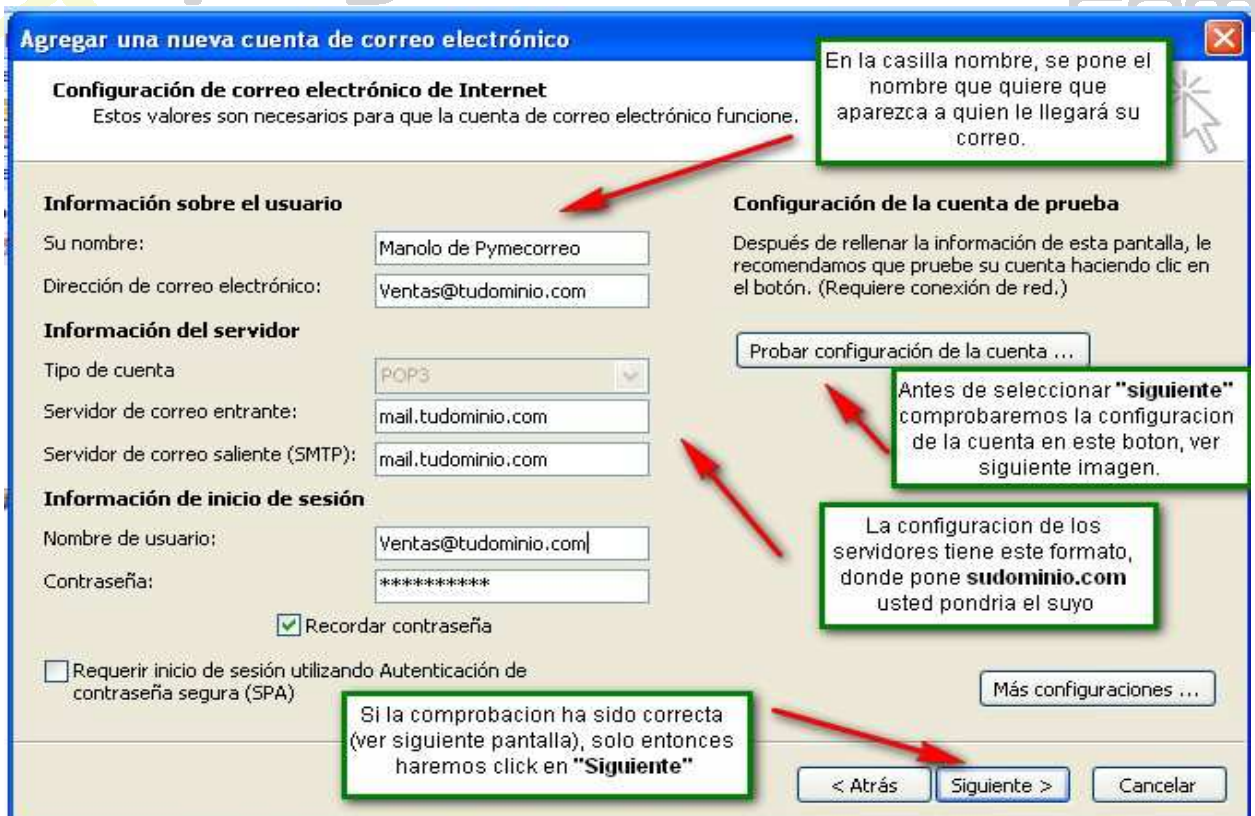 Agregar una nueva cuenta de correo electrónico
En la casilla nombre, se pone el
nombre que quiere que
aparezca a quien le llegará su
correo.
Configuración de correo electrónico de Internet
Estos valores son necesarios para que la cuenta de correo electrónico funcione.
Información sobre el usuario
Su nombre:
Manolo de Pymecorreo
Dirección de correo electrónico:
Ventas@tudominio.com
Información del servidor
Tipo de cuenta
POP3
Servidor de correo entrante:
mail.tudominio.com
Servidor de correo saliente (SMTP):
mail.tudominio.com
Información de inicio de sesión
Nombre de usuario:
Ventas@tudominio.com
Contraseña:
**********
Recordar contraseña
Requerir inicio de sesión utilizando Autenticación de
contraseña segura (SPA)
Configuración de la cuenta de prueba
Después de rellenar la información de esta pantalla, le
recomendamos que pruebe su cuenta haciendo clic en
el botón. (Requiere conexión de red.)
Probar configuración de la cuenta ...
Antes de seleccionar "siguiente"
comprobaremos la configuracion
de la cuenta en este boton, ver
siguiente imagen.
La configuracion de los
servidores tiene este formato,
donde pone sudominio.com
usted pondria el suyo
Más configuraciones ...
Si la comprobacion ha sido correcta
(ver siguiente pantalla), solo entonces
haremos click en "Siguiente"
< Atrás
Siguiente >
Cancelar